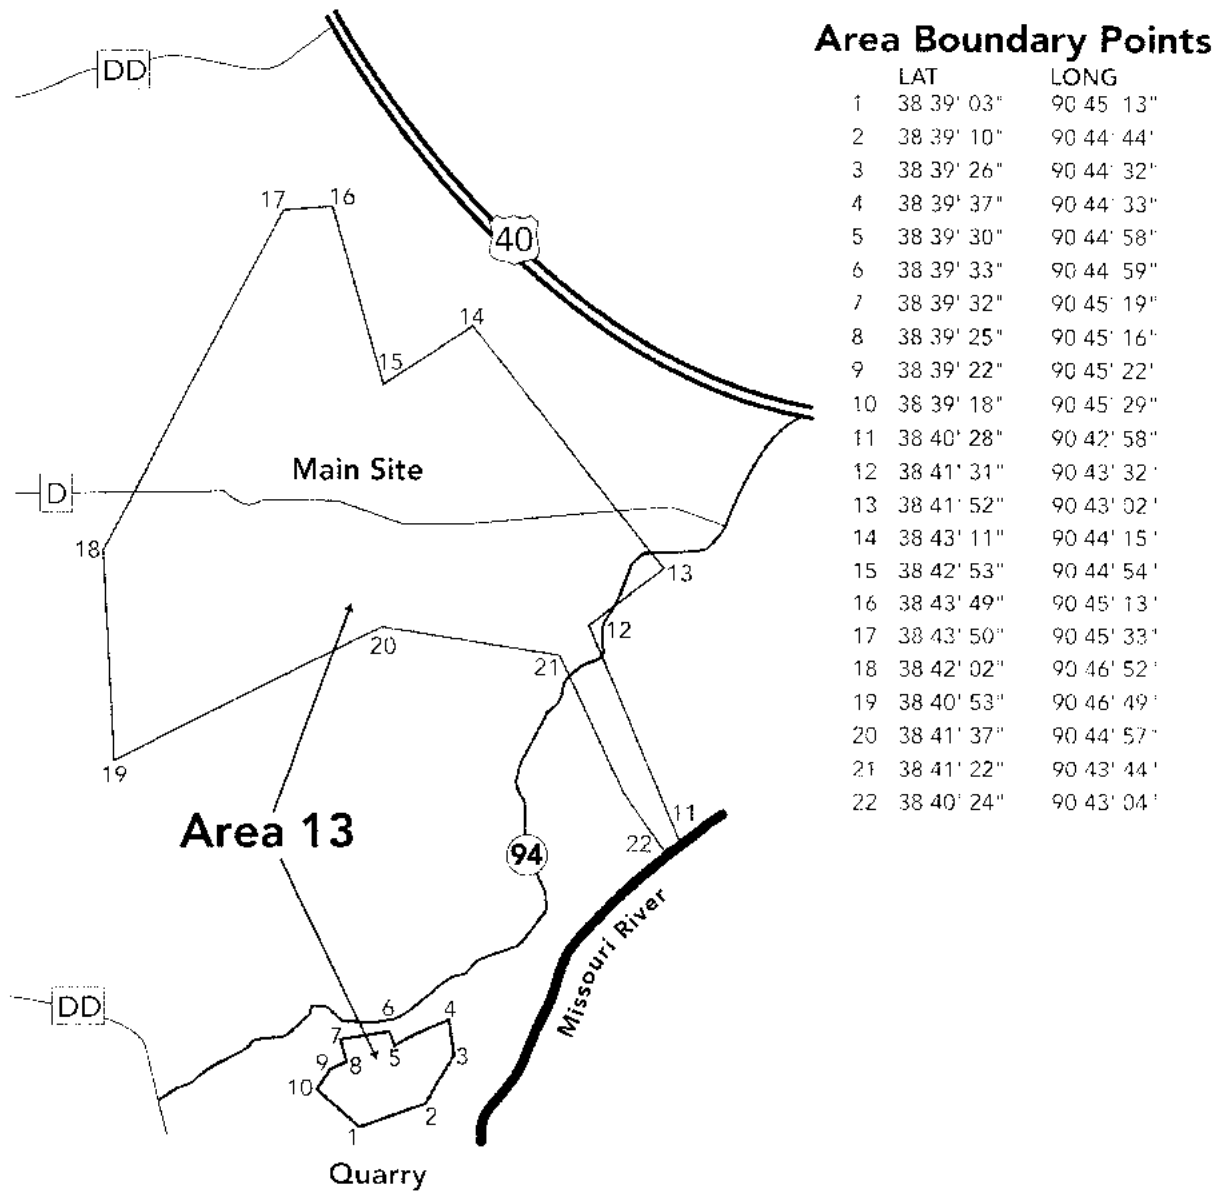 Area Boundary Points
LAT LONG
1 38 39' 03" 90 45' 13"
2 38 39' 10" 90 44' 44'
3 38 39' 26" 90 44' 32"
4 38 39' 37" 90 44' 33"
5 38 39' 30" 90 44' 58"
6 38 39' 33" 90 44 59"
7 38 39' 32" 90 45' 19"
8 38 39' 25" 90 45' 16"
9 38 39' 22" 90 45' 22'
10 38 39' 18" 90 45' 29"
11 38 40' 28" 90 42' 58"
12 38 41' 31" 90 43' 32'
13 38 41' 52" 90 43' 02'
14 38 43' 11" 90 44' 15'
15 38 42' 53" 90 44' 54'
16 38 43' 49" 90 45' 13'
17 38 43' 50" 90 45' 33'
18 38 42' 02" 90 46' 52"
19 38 40' 53" 90 46' 49"
20 38 41' 37" 90 44' 57"
21 38 41' 22" 90 43' 44'
22 38 40' 24" 90 43' 04'
DD
17 16
40
14
15
Main Site
D
18
13
12
20
21
19
11
Area 13
22
94
Missouri River
DD
6
4
7
5
3
9
8
10
2
1
Quarry